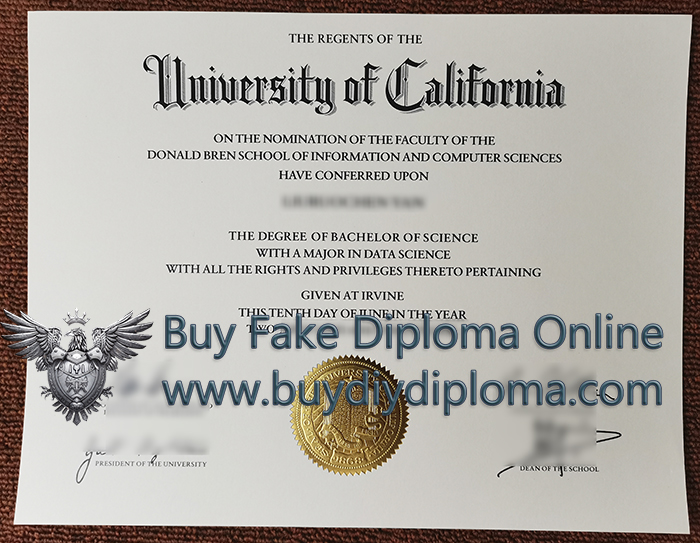 THE REGENTS OF THE
University of California
ON THE NOMINATION OF THE FACULTY OF THE
DONALD BREN SCHOOL OF INFORMATION AND COMPUTER SCIENCES
HAVE CONFERRED UPON
THE DEGREE OF BACHELOR OF SCIENCE
WITH A MAJOR IN DATA SCIENCE
WITH ALL THE RIGHTS AND PRIVILEGES THERETO PERTAINING
GIVEN AT IRVINE
THIS TENTH DAY OF JUNE IN THE YEAR
Buy Fake Diploma Online
www.buydiydiploma.com
1868
PRESIDENT OF THE UNIVERSITY
DEAN OF THE SCHOOL